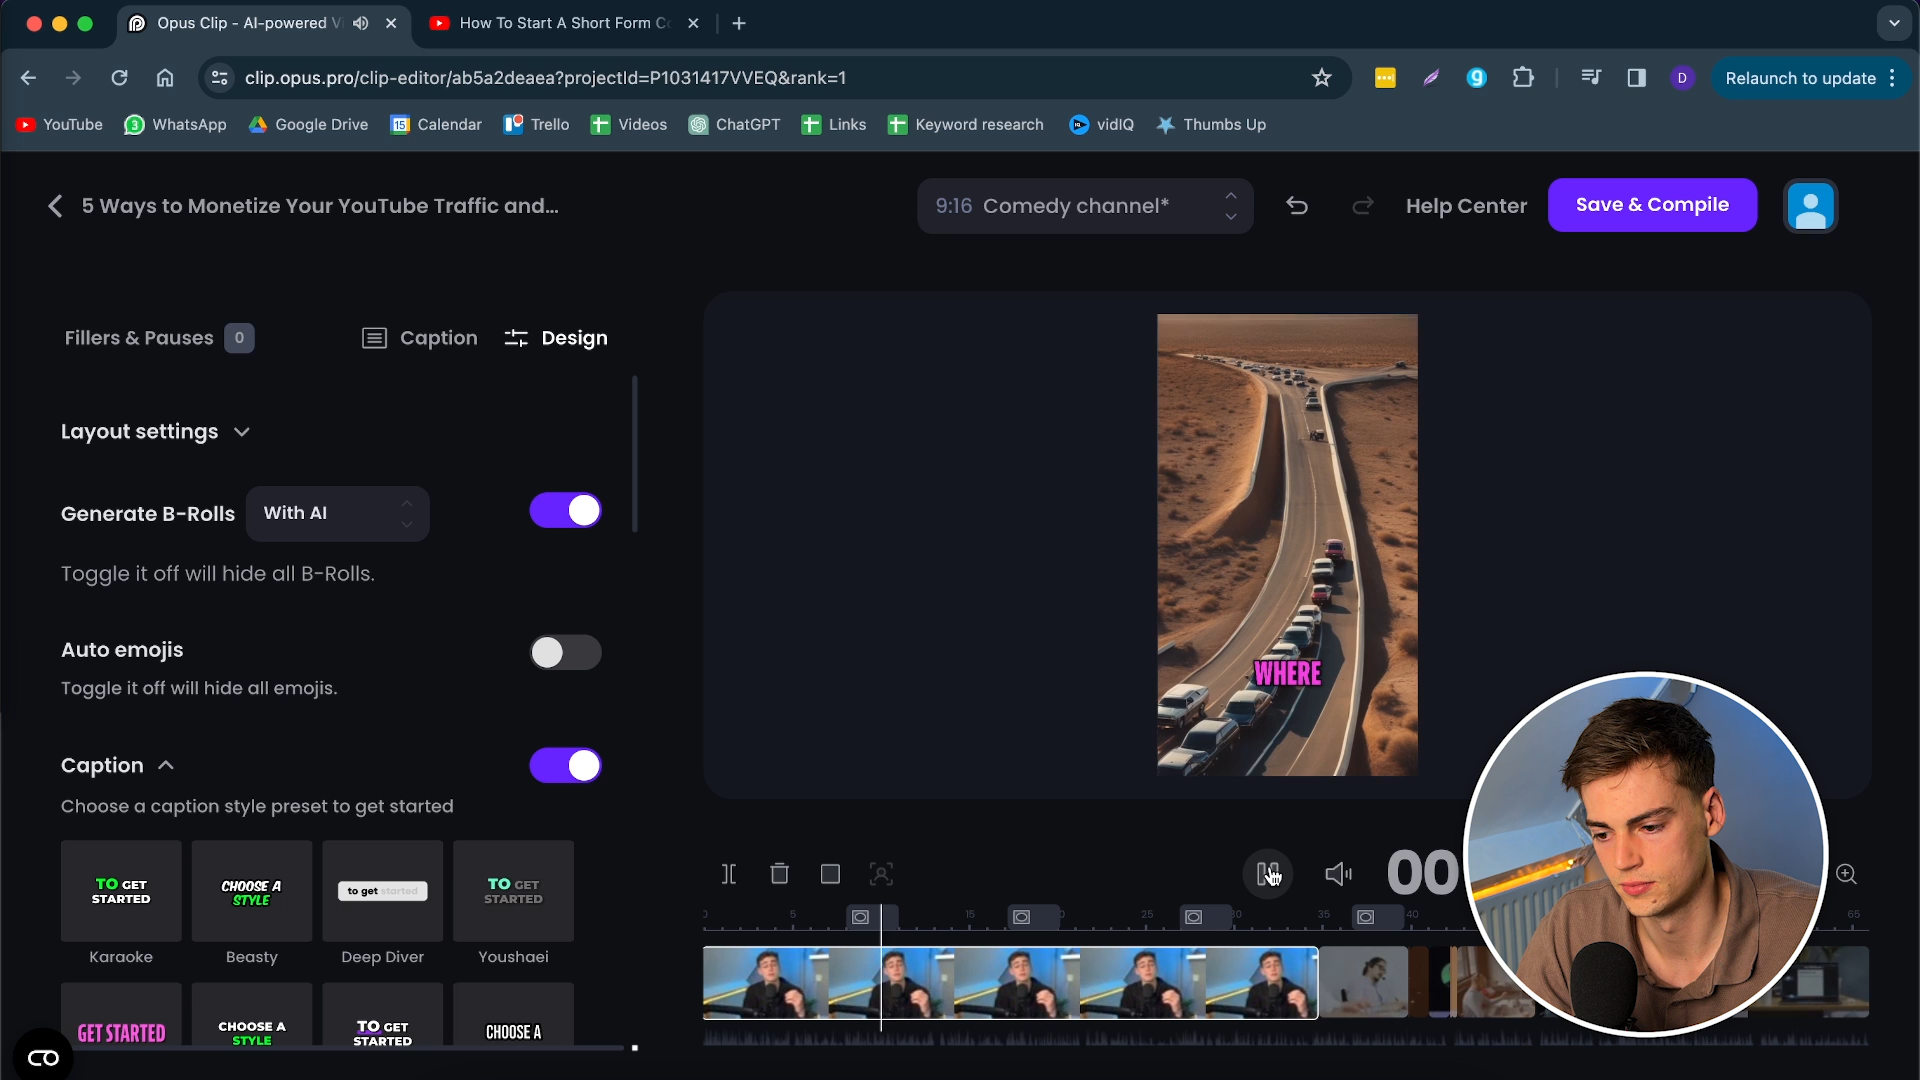 Opus Clip - AI-powered Vi
How To Start A Short Form Co
clip.opus.pro/clip-editor/ab5a2deaea?projectId=P1031417VVEQ&rank=1
D
Relaunch to update
YouTube
3 WhatsApp
Google Drive
15 Calendar
Trello
Videos
ChatGPT
Links
Keyword research
vidIQ
Thumbs Up
5 Ways to Monetize Your YouTube Traffic and...
9:16 Comedy channel*
Help Center
Save & Compile
Fillers & Pauses 0
Caption
Design
Layout settings
Generate B-Rolls
With AI
Toggle it off will hide all B-Rolls.
Auto emojis
Toggle it off will hide all emojis.
Caption
Choose a caption style preset to get started
TO GET
STARTED
Karaoke
CHOOSE A
STYLE
Beasty
to get started
Deep Diver
TO GET
STARTED
Youshaei
GET STARTED
CHOOSE A
STYLE
TO GET
STARTED
CHOOSE A
WHERE
00
0 5 15 25 30 35 40 65